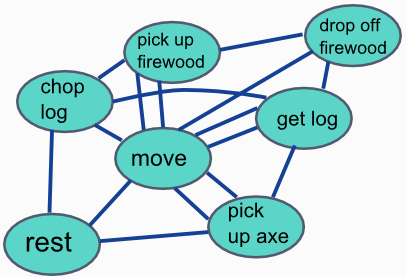 pick up
firewood
drop off
firewood
chop
log
get log
move
pick
up axe
rest